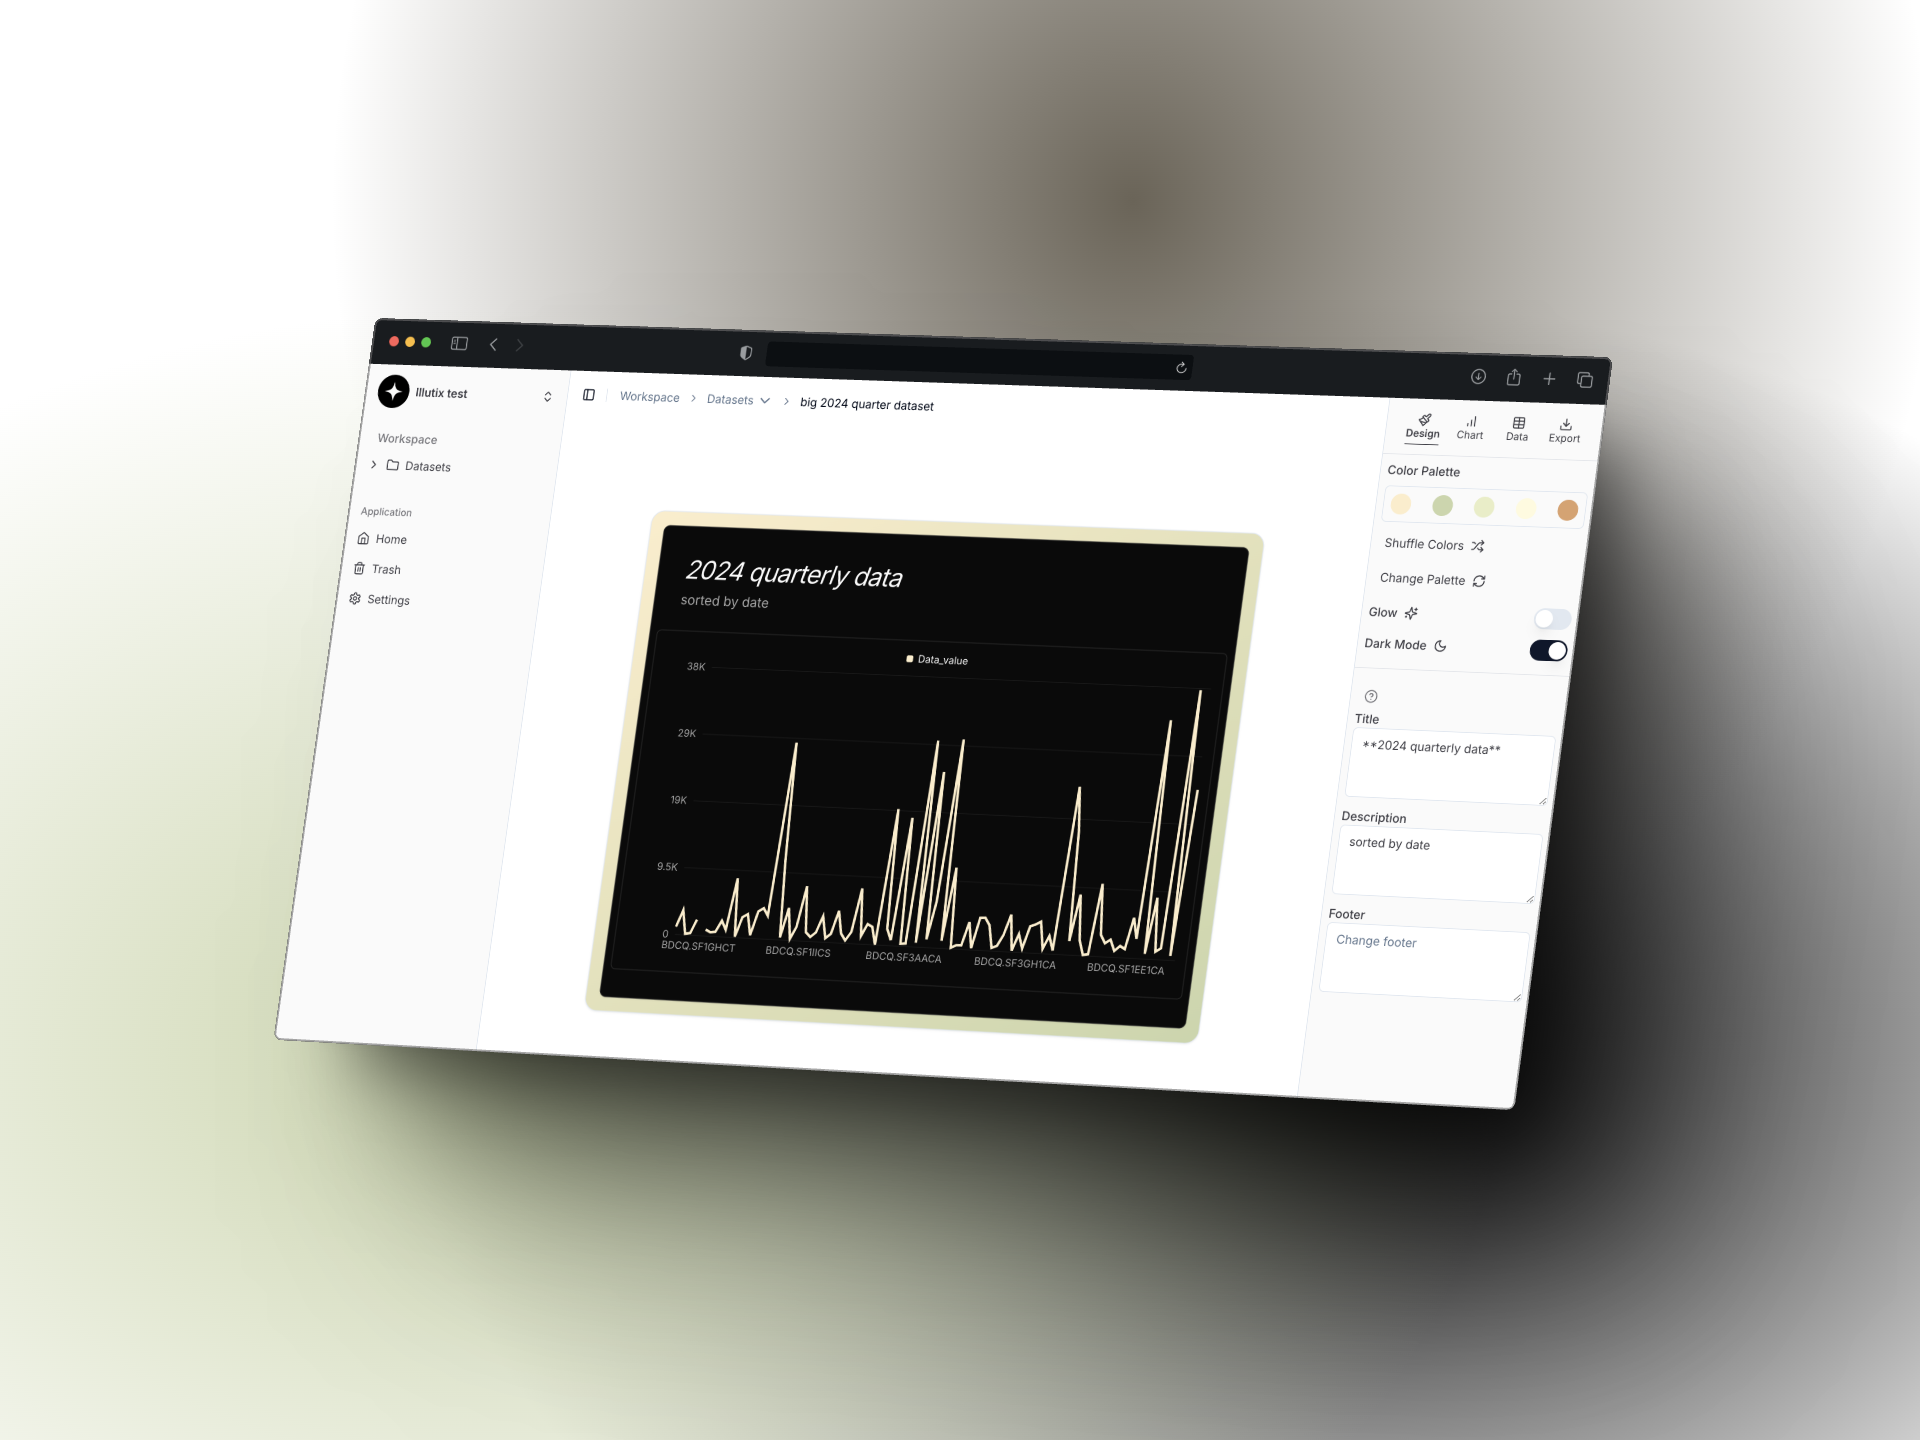 Illutix test
Workspace
Datasets
Application
Home
Trash
Settings
Workspace > Datasets > big 2024 quarter dataset
2024 quarterly data
sorted by date
Data_value
38K
29K
19K
9.5K
0
BDCQ.SF1GHCT BDCQ.SF1IICS BDCQ.SF3AACA BDCQ.SF3GH1CA BDCQ.SF1EE1CA
Design Chart Data Export
Color Palette
Shuffle Colors
Change Palette
Glow
Dark Mode
Title
**2024 quarterly data**
Description
sorted by date
Footer
Change footer